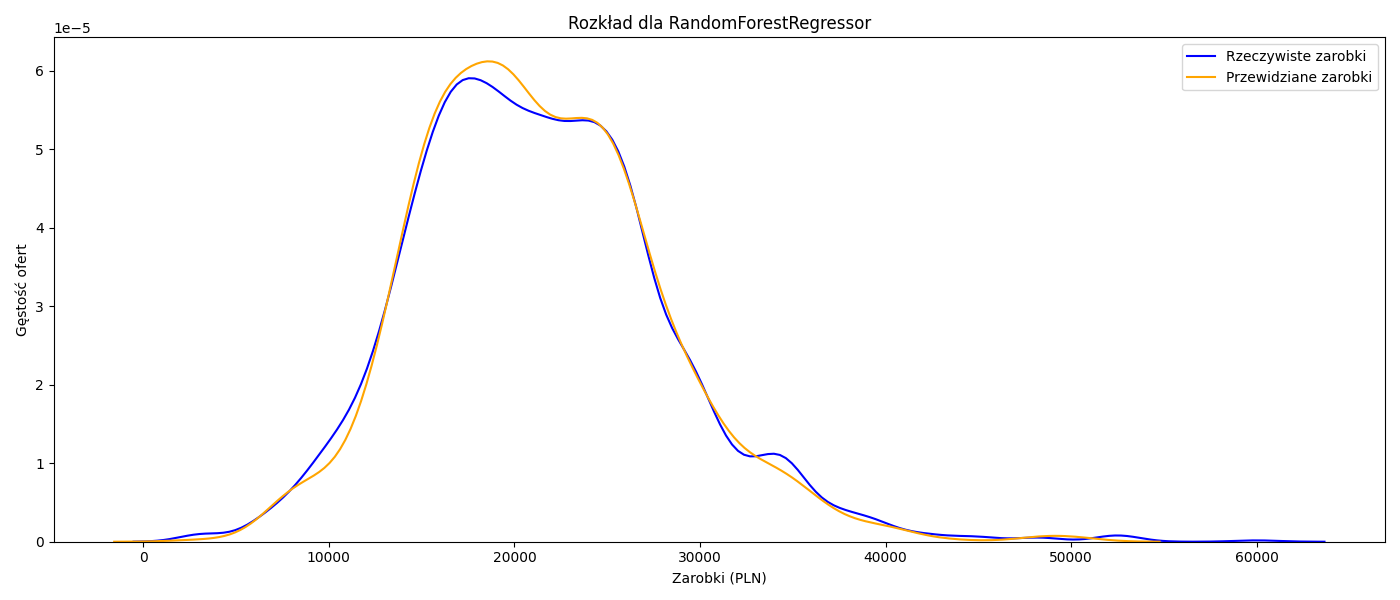 Rozkład dla RandomForestRegressor
1e−5
Rzeczywiste zarobki
Przewidziane zarobki
6
5
4
3
2
1
0
Gęstość ofert
0 10000 20000 30000 40000 50000 60000
Zarobki (PLN)